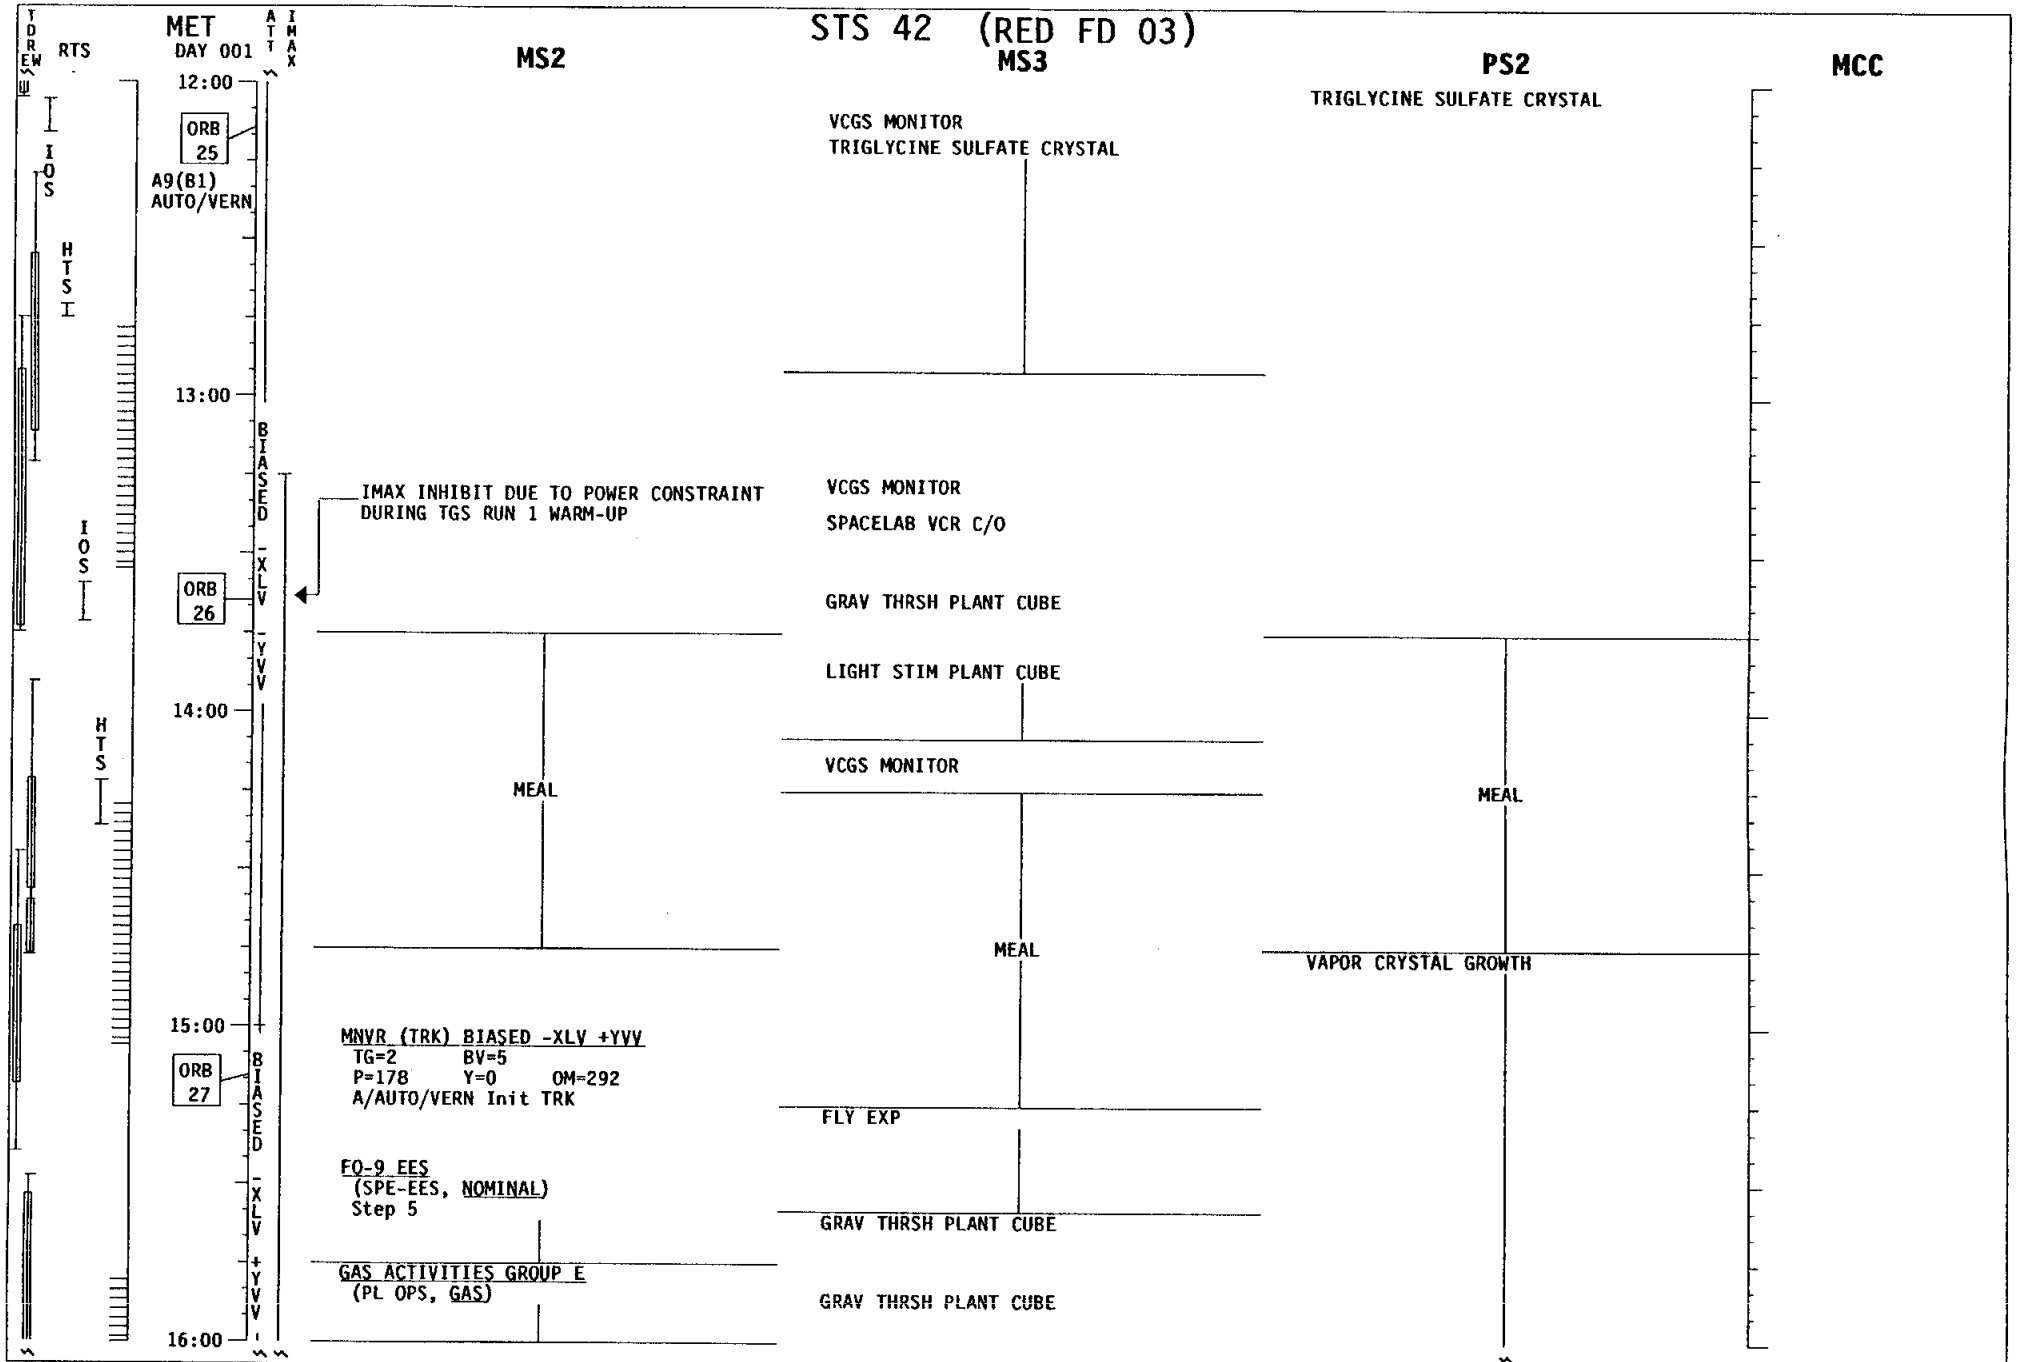 STS 42 (RED FD 03)
TDRE W
RTS
MET
DAY 001
ATT
IMAX
MS2
MS3
PS2
MCC
E
12:00
ORB
25
IOS
A9(B1)
AUTO/VERN
HTS
13:00
BIASED -XLV -YVV
IOS
ORB
26
14:00
HTS
15:00
ORB
27
BIASED -XLV +YVV
16:00
IMAX INHIBIT DUE TO POWER CONSTRAINT
DURING TGS RUN 1 WARM-UP
MEAL
MNVR (TRK) BIASED -XLV +YVV
TG=2 BV=5
P=178 Y=0 OM=292
A/AUTO/VERN Init TRK
FO-9 EES
(SPE-EES, NOMINAL)
Step 5
GAS ACTIVITIES GROUP E
(PL OPS, GAS)
VCGS MONITOR
TRIGLYCINE SULFATE CRYSTAL
VCGS MONITOR
SPACELAB VCR C/O
GRAV THRSH PLANT CUBE
LIGHT STIM PLANT CUBE
VCGS MONITOR
MEAL
FLY EXP
GRAV THRSH PLANT CUBE
GRAV THRSH PLANT CUBE
TRIGLYCINE SULFATE CRYSTAL
MEAL
VAPOR CRYSTAL GROWTH